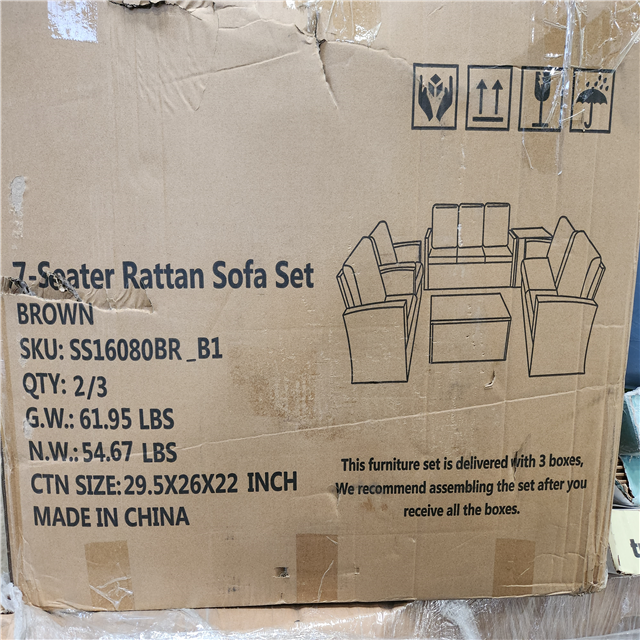 7-Seater Rattan Sofa Set
BROWN
SKU: SS16080BR_B1
QTY: 2/3
G.W.: 61.95 LBS
N.W.: 54.67 LBS
CTN SIZE: 29.5X26X22 INCH
MADE IN CHINA
This furniture set is delivered with 3 boxes,
We recommend assembling the set after you
receive all the boxes.